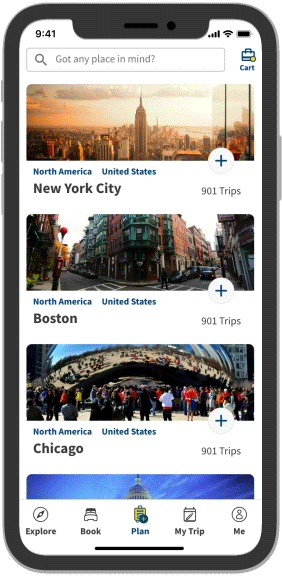 9:41
Got any place in mind?
Cart
North America United States
New York City
901 Trips
North America United States
Boston
901 Trips
North America United States
Chicago
901 Trips
Explore Book Plan My Trip Me